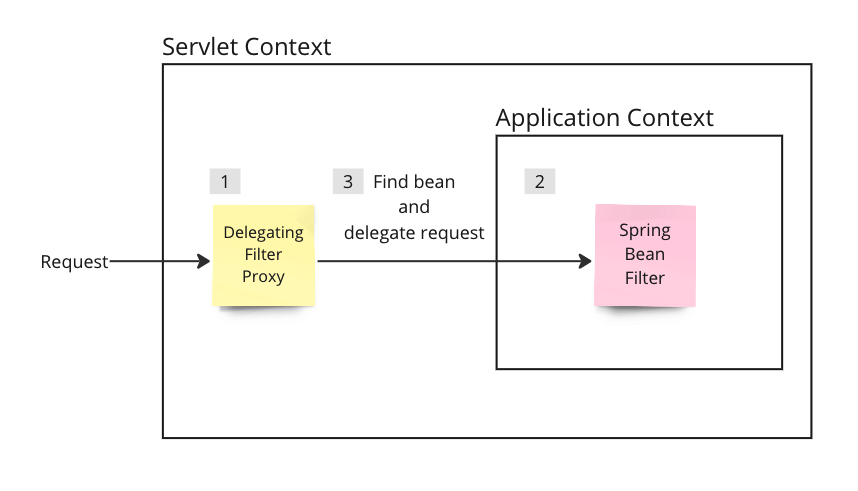 Servlet Context
Application Context
1
3 Find bean
and
delegate request
2
Request
Delegating
Filter
Proxy
Spring
Bean
Filter